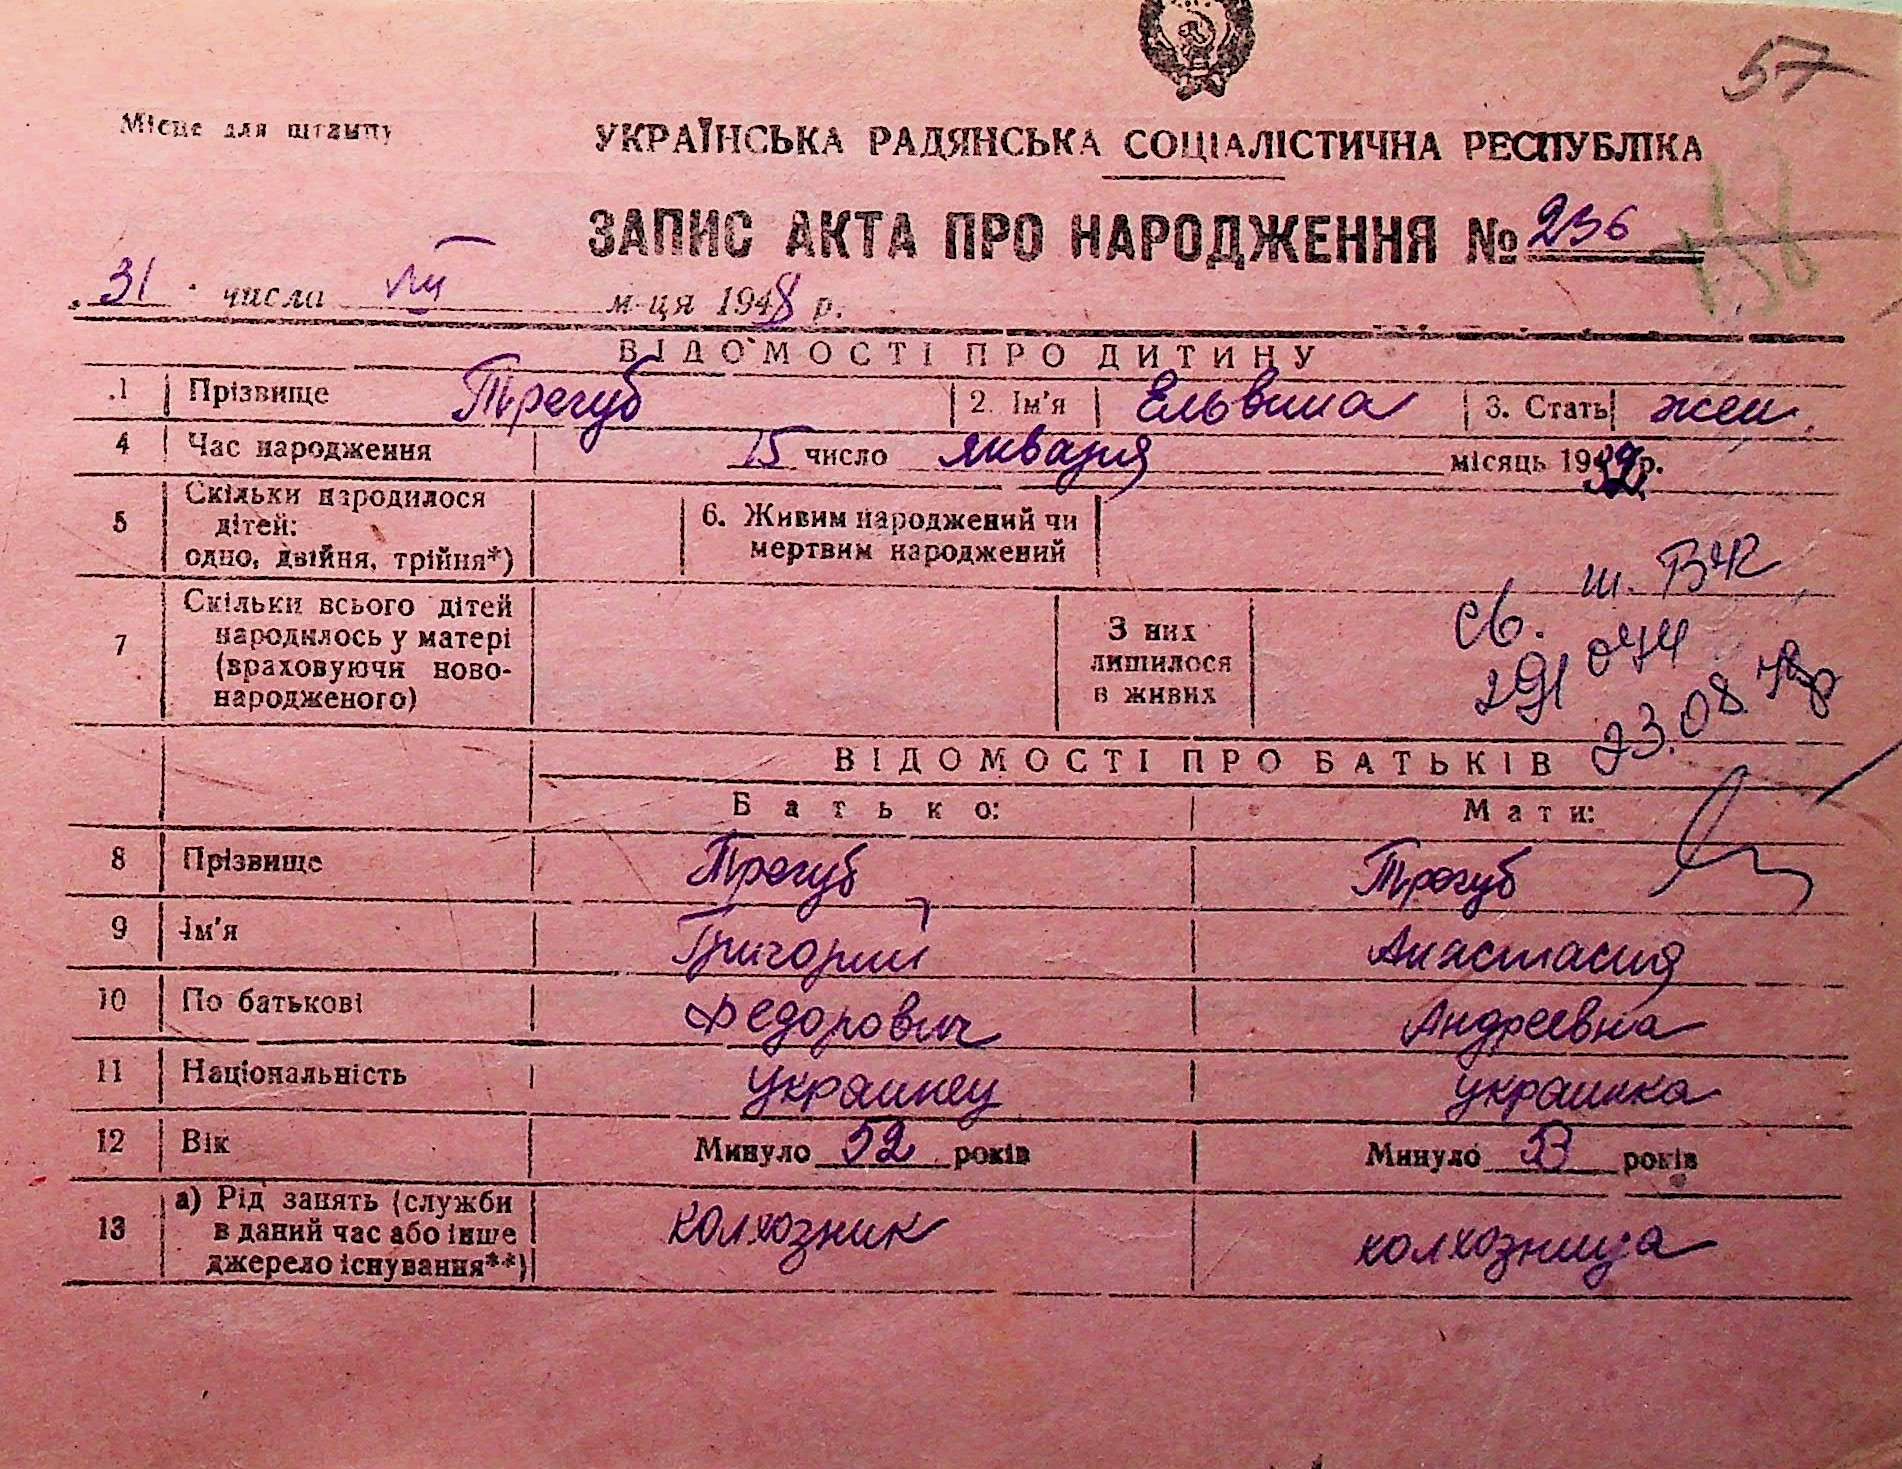 57
Місце для штампу
УКРАЇНСЬКА РАДЯНСЬКА СОЦІАЛІСТИЧНА РЕСПУБЛІКА
ЗАПИС АКТА ПРО НАРОДЖЕННЯ № 236
„31" числа м-ця 1948 р.
ВІДОМОСТІ ПРО ДИТИНУ
1 Прізвище Трегуб 2. Ім'я Ельвина 3. Стать жен.
4 Час народження 15 число января місяць 19 р.
5 Скільки народилося
дітей:
одно, двійня, трійня*)
6. Живим народжений чи
мертвим народжений
7 Скільки всього дітей
народилось у матері
(враховуючи ново-
народженого)
З них
лишилося
в живих
св.
291 074
23.08
ВІДОМОСТІ ПРО БАТЬКІВ
Батько: Мати:
8 Прізвище Трегуб Трегуб
9 Ім'я Григорий Анастасия
10 По батькові Федорович Андреевна
11 Національність украинец украинка
12 Вік Минуло 52 років Минуло 53 років
13 а) Рід занять (служби
в даний час або інше
джерело існування**)
колхозник колхозница